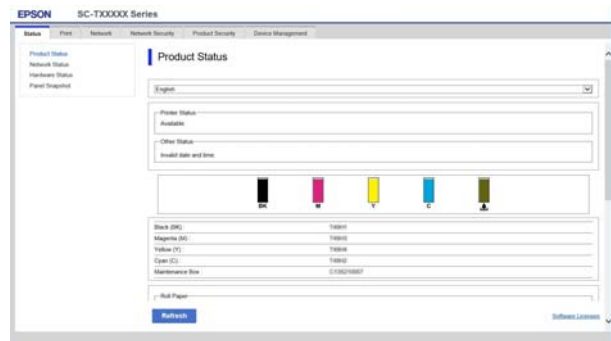 EPSON SC-TXXXXX Series
Status Print Network Network Security Product Security Device Management
Product Status
Network Status
Hardware Status
Panel Snapshot
Product Status
English
Printer Status
Available
Other Status
Invalid date and time
BK M Y C
Black (BK) :
Magenta (M) :
Yellow (Y) :
Cyan (C) :
Maintenance Box :
Roll Paper
Refresh
Software Licenses